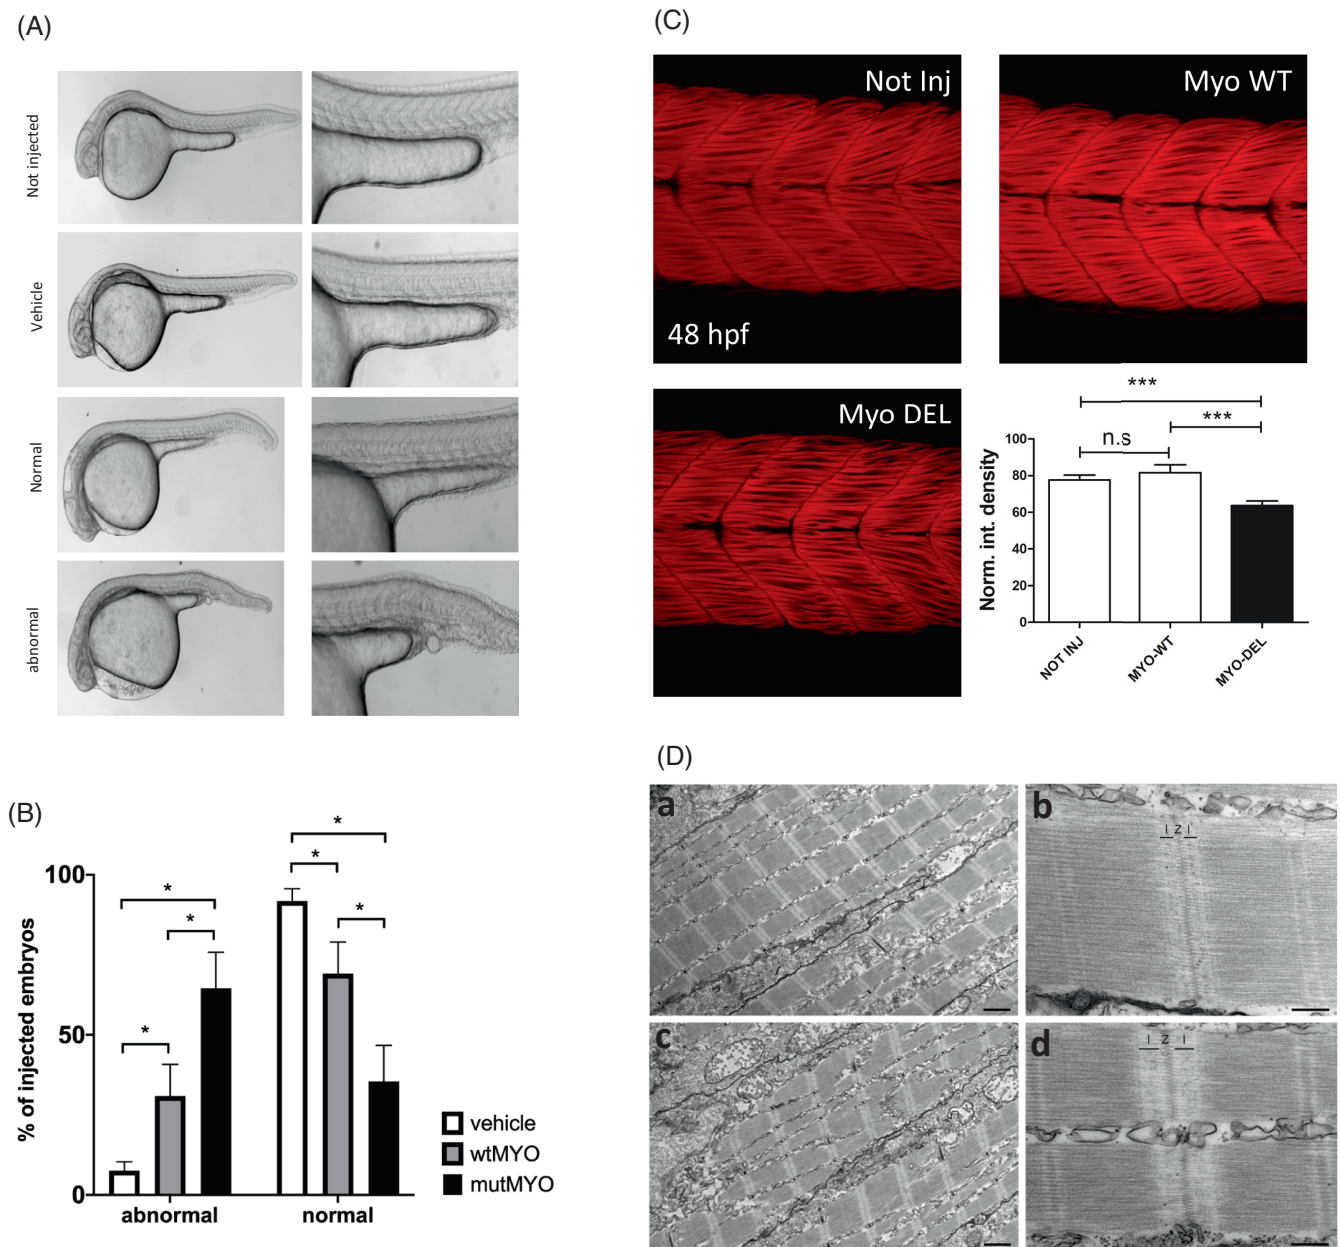 (A)
Not injected
Vehicle
Normal
abnormal
(B)
% of injected embryos
100
50
0
* *
* *
* *
abnormal normal
vehicle
wtMYO
mutMYO
(C)
Not Inj
48 hpf
Myo WT
Myo DEL
***
***
n.s
Norm. int. density
100
80
60
40
20
0
NOT INJ
MYO-WT
MYO-DEL
(D)
a
b
I Z I
c
d
I Z I